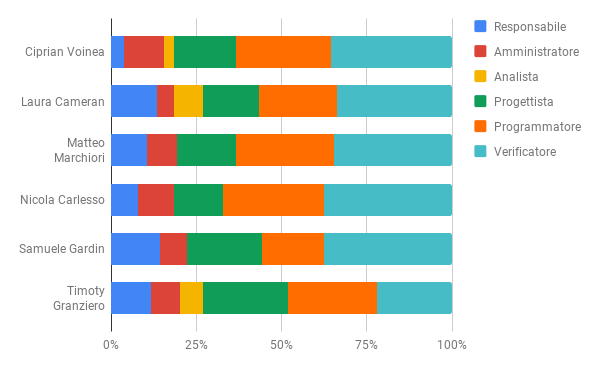 Ciprian Voinea
Laura Cameran
Matteo
Marchiori
Nicola Carlesso
Samuele Gardin
Timoty
Granziero
0%
25%
50%
75%
100%
Responsabile
Amministratore
Analista
Progettista
Programmatore
Verificatore